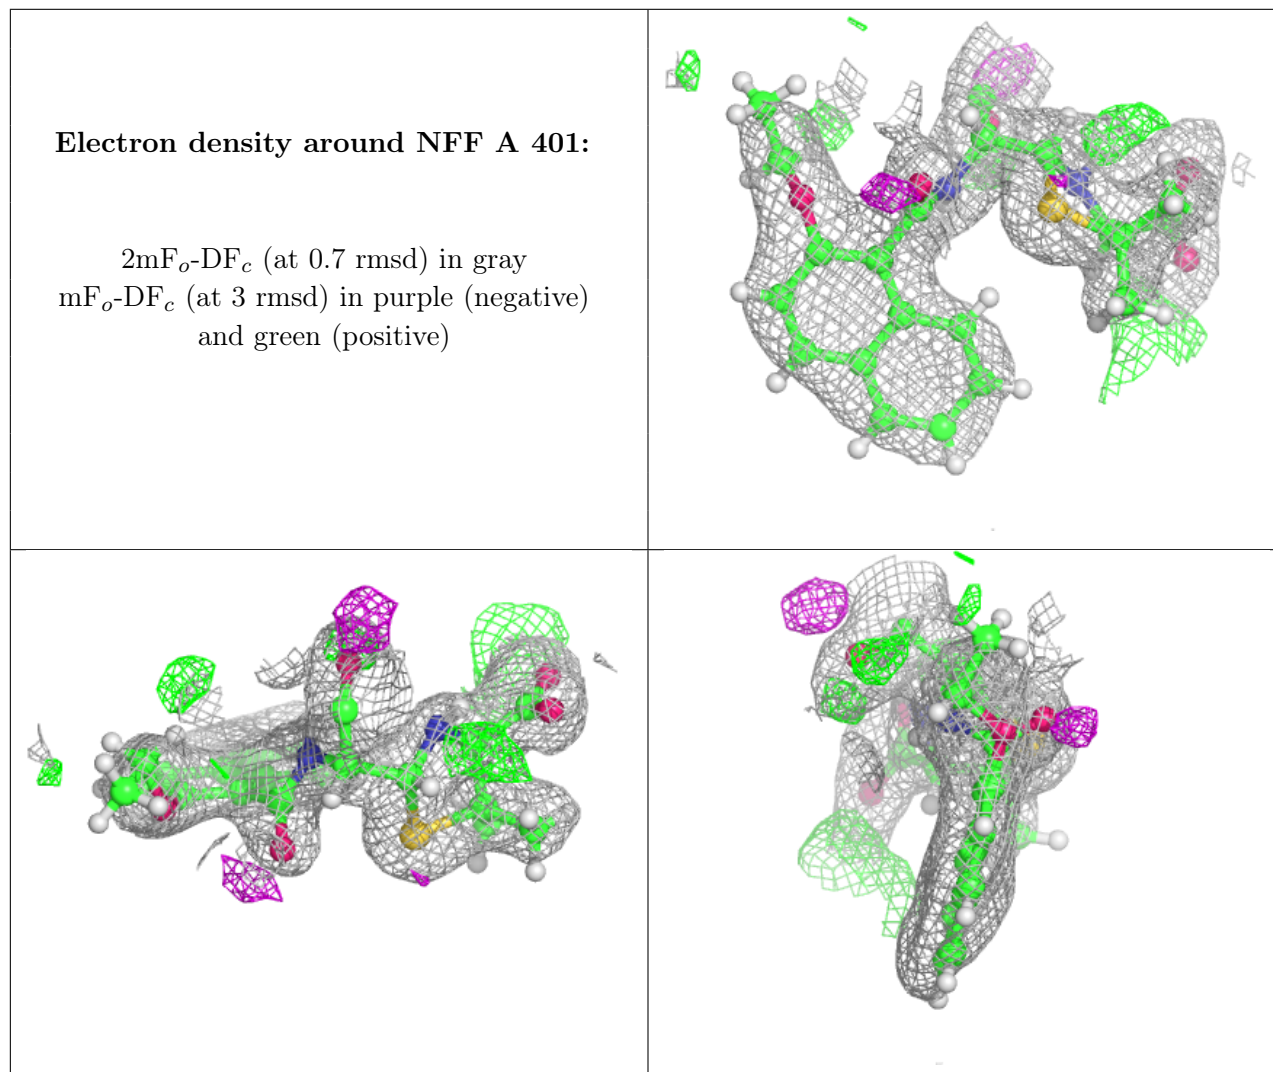 Electron density around NFF A 401:
2mFo-DFc (at 0.7 rmsd) in gray
mFo-DFc (at 3 rmsd) in purple (negative)
and green (positive)